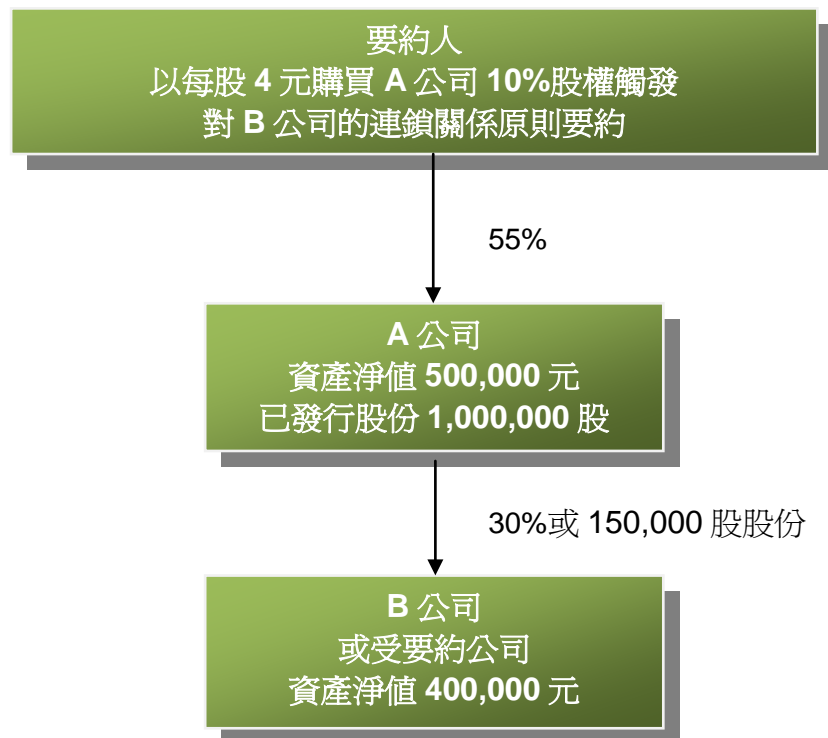 要約人
以每股 4 元購買 A 公司 10%股權觸發
對 B 公司的連鎖關係原則要約
55%
A 公司
資產淨值 500,000 元
已發行股份 1,000,000 股
30%或 150,000 股股份
B 公司
或受要約公司
資產淨值 400,000 元